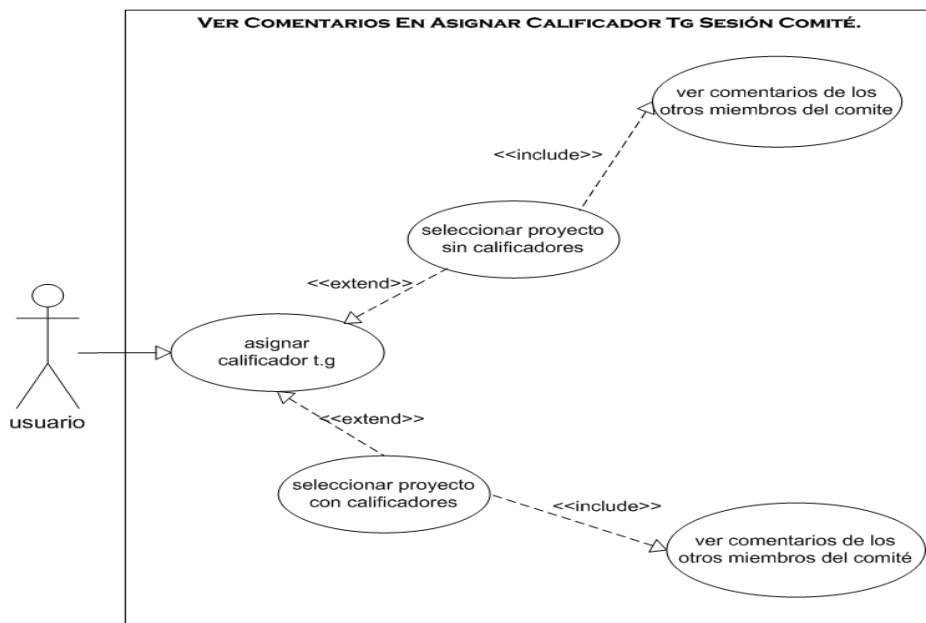 VER COMENTARIOS EN ASIGNAR CALIFICADOR TG SESIÓN COMITÉ.
ver comentarios de los
otros miembros del comite
<<include>>
seleccionar proyecto
sin calificadores
<<extend>>
asignar
calificador t.g
usuario
<<extend>>
seleccionar proyecto
con calificadores
<<include>>
ver comentarios de los
otros miembros del comité